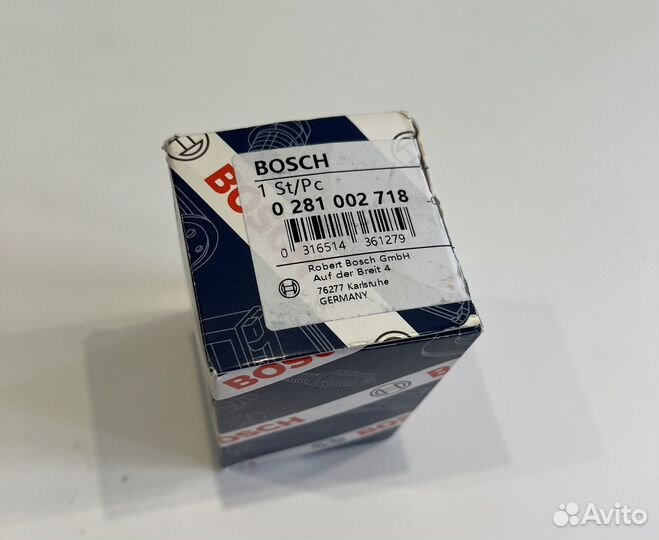 BOSCH
1 St/Pc
0 281 002 718
0 316514 361279
Robert Bosch GmbH
Auf der Breit 4
76277 Karlsruhe
GERMANY
BOSCH
BOSCH
Avito